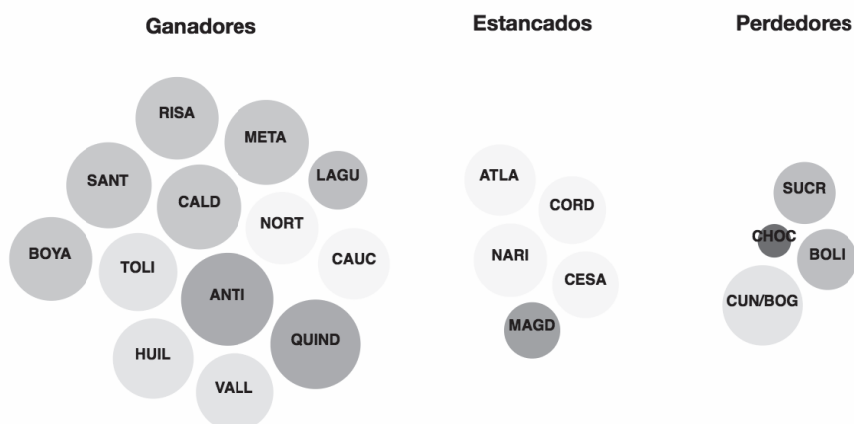 Ganadores
RISA
META
SANT
LAGU
CALD
NORT
BOYA
TOLI
CAUC
ANTI
QUIND
HUIL
VALL
Estancados
ATLA
CORD
NARI
CESA
MAGD
Perdedores
SUCR
CHOC
BOLI
CUN/BOG